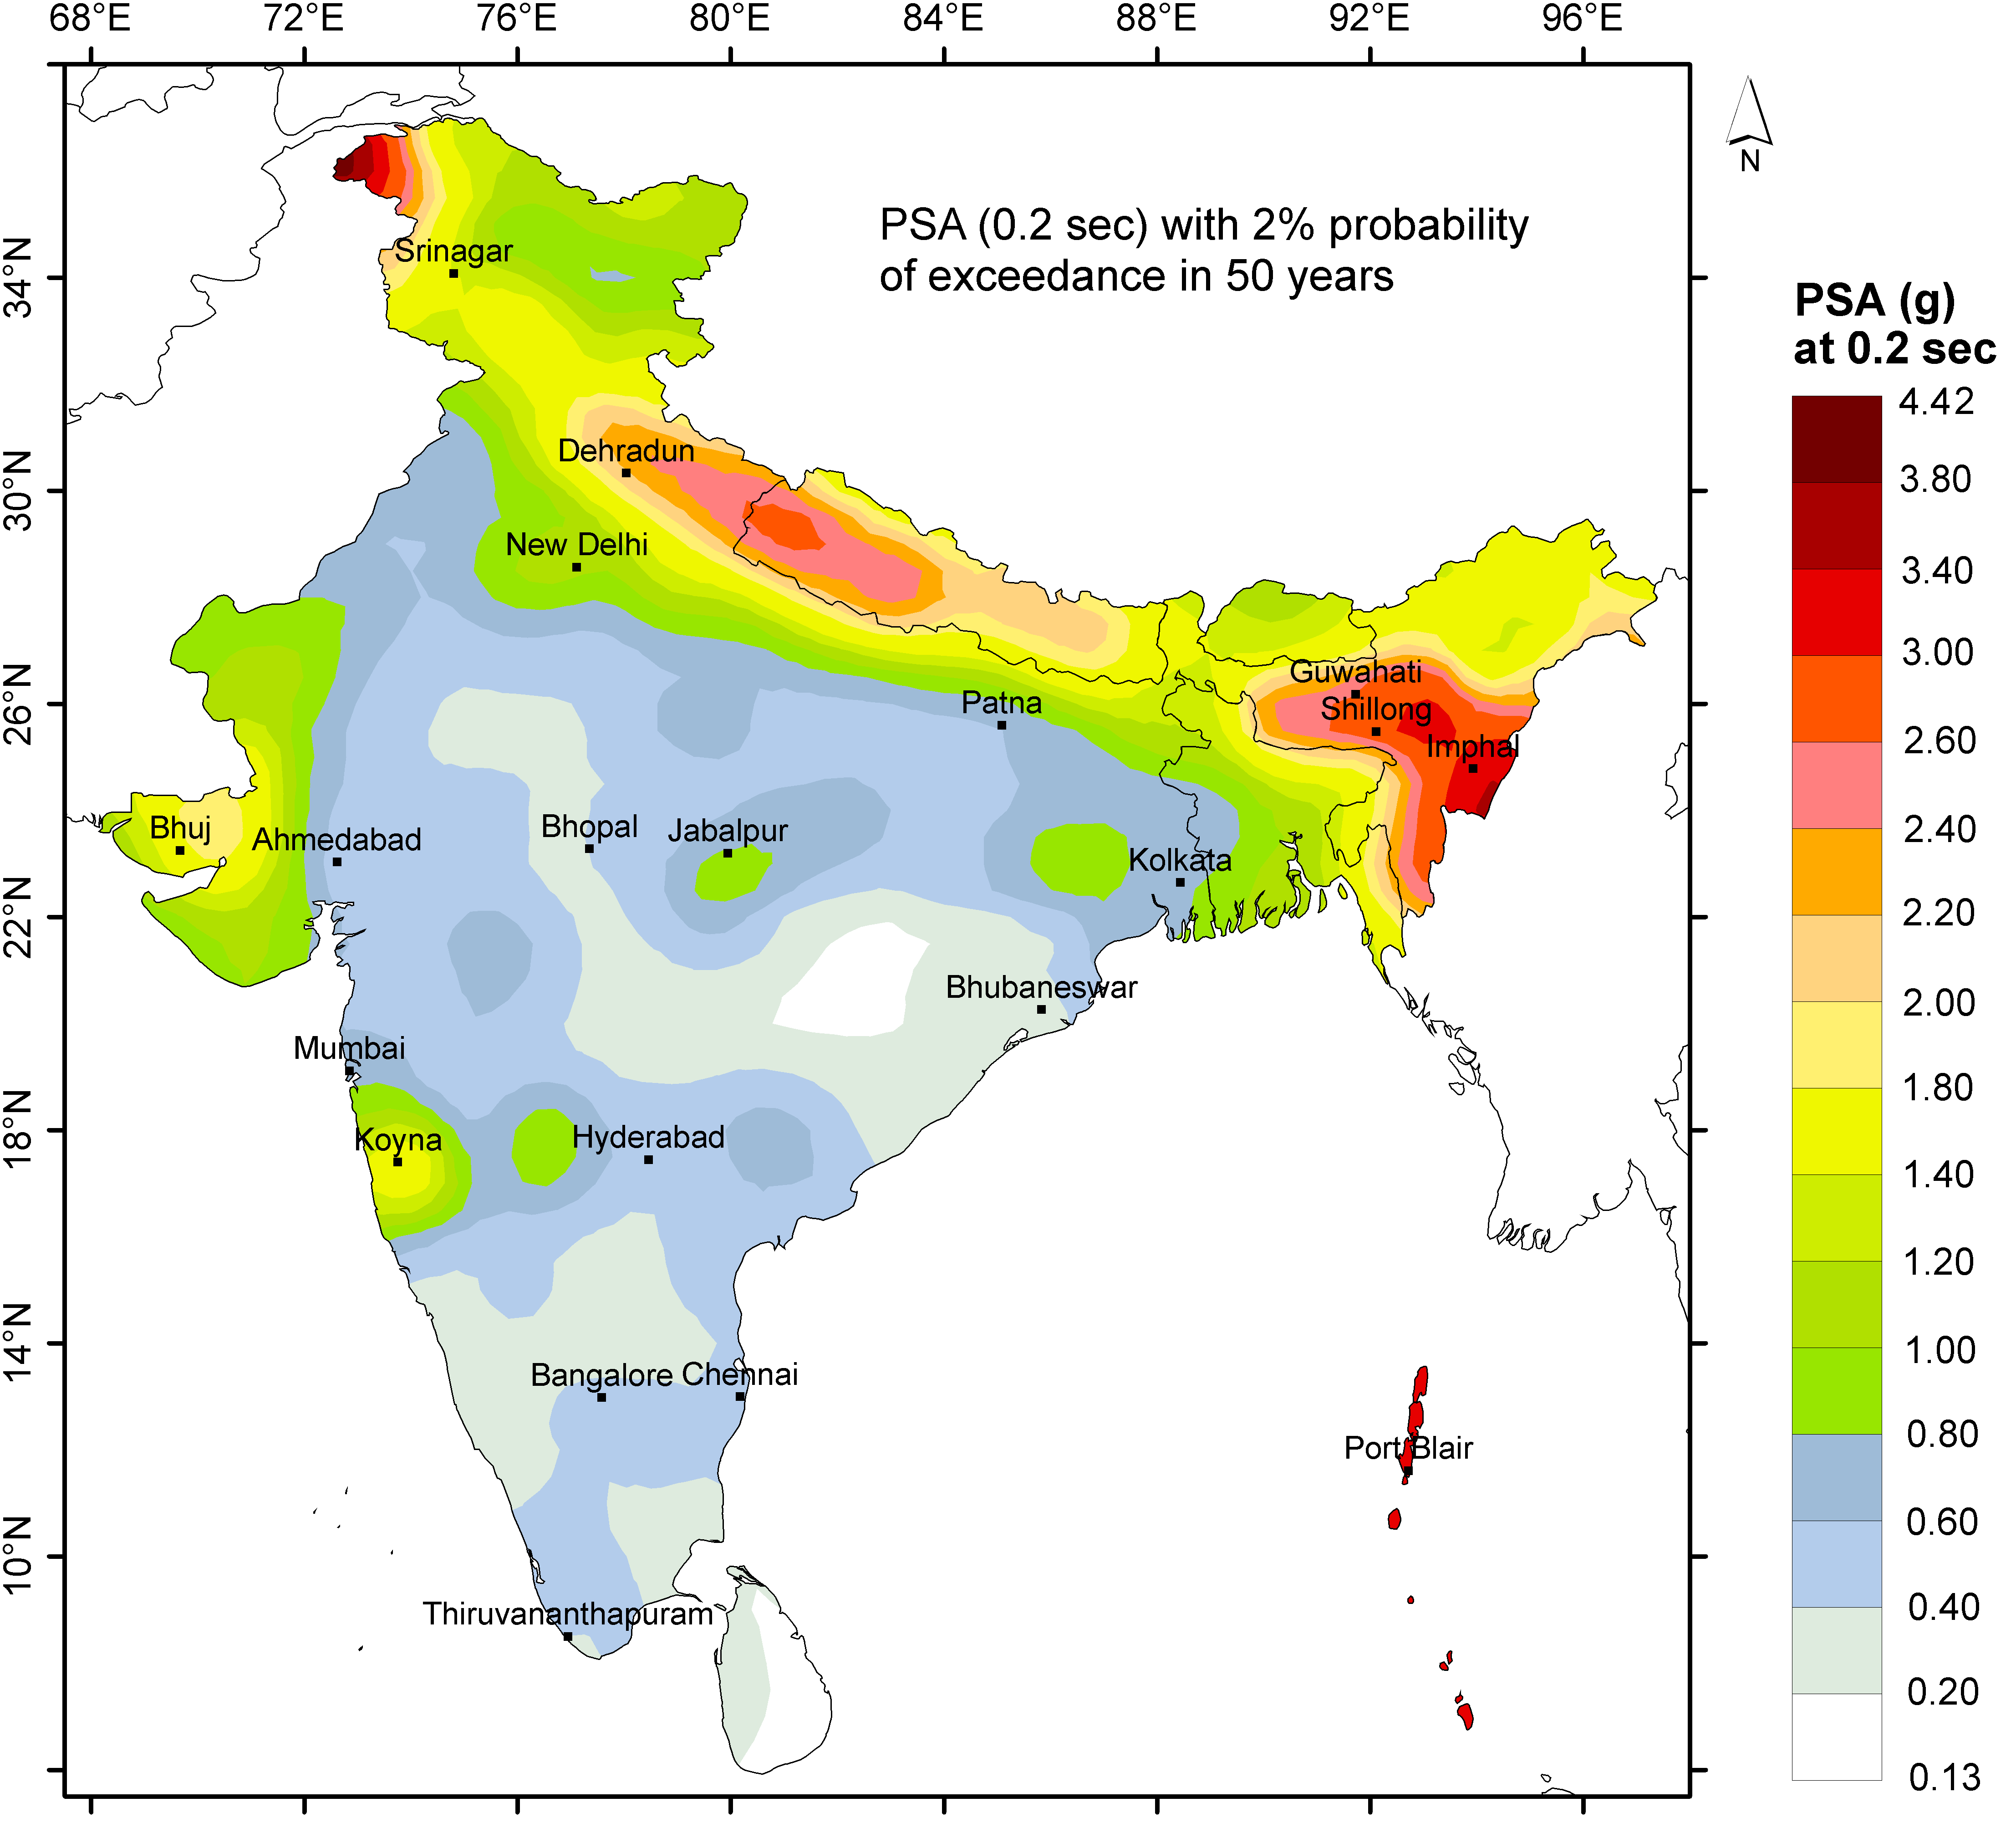 68°E 72°E 76°E 80°E 84°E 88°E 92°E 96°E
N
PSA (0.2 sec) with 2% probability
of exceedance in 50 years
34°N
30°N
26°N
22°N
18°N
14°N
10°N
Srinagar
Dehradun
New Delhi
Guwahati
Patna
Shillong
Imphal
Bhuj
Ahmedabad
Bhopal
Jabalpur
Kolkata
Bhubaneswar
Mumbai
Koyna
Hyderabad
Bangalore
Chennai
Port Blair
Thiruvananthapuram
PSA (g)
at 0.2 sec
4.42
3.80
3.40
3.00
2.60
2.40
2.20
2.00
1.80
1.40
1.20
1.00
0.80
0.60
0.40
0.20
0.13